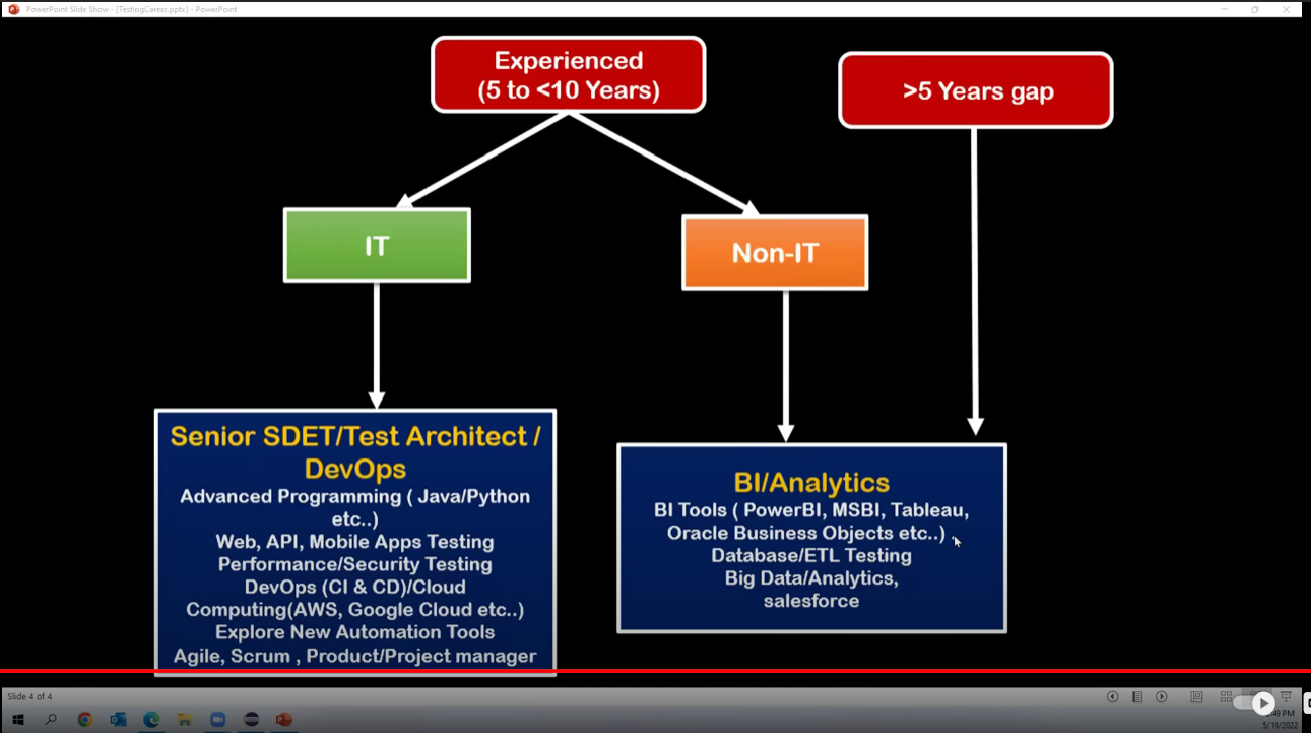 PowerPoint Slide Show - [TestingCareer.pptx] - PowerPoint
Experienced
(5 to <10 Years)
>5 Years gap
IT
Non-IT
Senior SDET/Test Architect /
DevOps
Advanced Programming ( Java/Python
etc..)
Web, API, Mobile Apps Testing
Performance/Security Testing
DevOps (CI & CD)/Cloud
Computing(AWS, Google Cloud etc..)
Explore New Automation Tools
Agile, Scrum , Product/Project manager
BI/Analytics
BI Tools ( PowerBI, MSBI, Tableau,
Oracle Business Objects etc..)
Database/ETL Testing
Big Data/Analytics,
salesforce
Slide 4 of 4
PM
5/19/2022